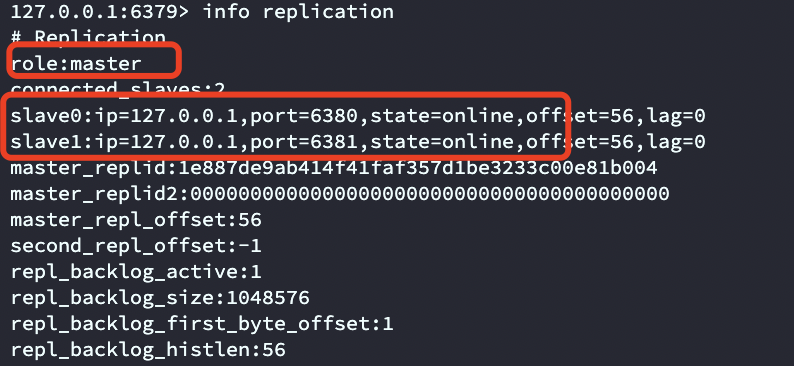 127.0.0.1:6379> info replication
# Replication
role:master
connected_slaves:2
slave0:ip=127.0.0.1,port=6380,state=online,offset=56,lag=0
slave1:ip=127.0.0.1,port=6381,state=online,offset=56,lag=0
master_replid:1e887de9ab414f41faf357d1be3233c00e81b004
master_replid2:0000000000000000000000000000000000000000
master_repl_offset:56
second_repl_offset:-1
repl_backlog_active:1
repl_backlog_size:1048576
repl_backlog_first_byte_offset:1
repl_backlog_histlen:56